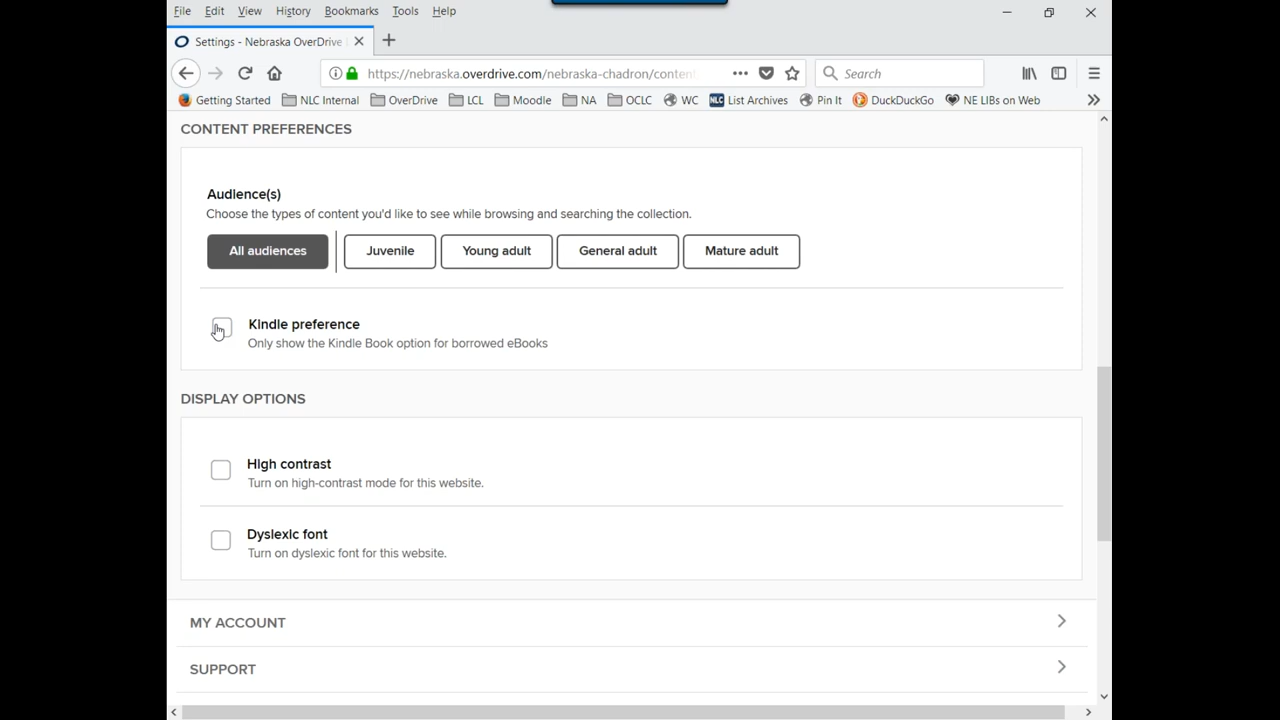 File Edit View History Bookmarks Tools Help
Settings - Nebraska OverDrive
https://nebraska.overdrive.com/nebraska-chadron/conten
Search
Getting Started NLC Internal OverDrive LCL Moodle NA OCLC WC NLC List Archives Pin It DuckDuckGo NE LIBs on Web
CONTENT PREFERENCES
Audience(s)
Choose the types of content you'd like to see while browsing and searching the collection.
All audiences Juvenile Young adult General adult Mature adult
Kindle preference
Only show the Kindle Book option for borrowed eBooks
DISPLAY OPTIONS
High contrast
Turn on high-contrast mode for this website.
Dyslexic font
Turn on dyslexic font for this website.
MY ACCOUNT
SUPPORT